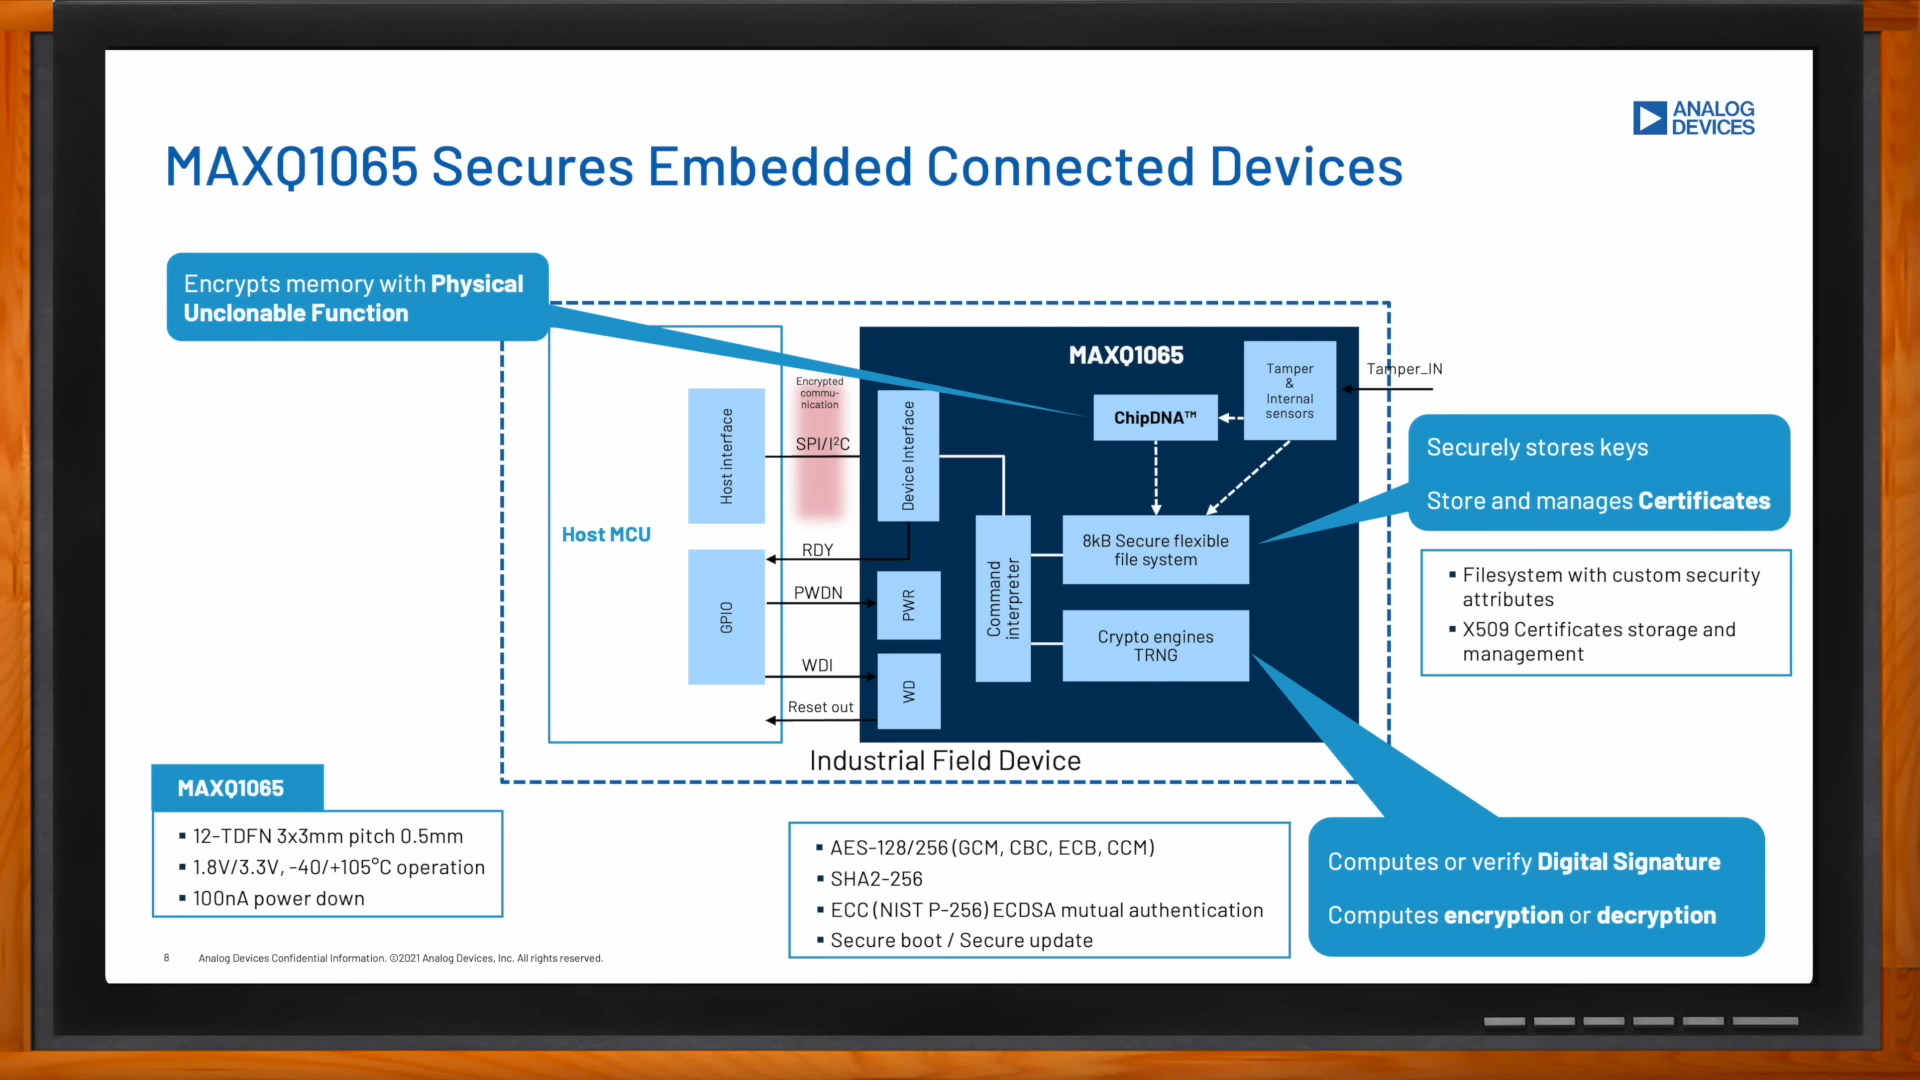 ANALOG
DEVICES
MAXQ1065 Secures Embedded Connected Devices
Encrypts memory with Physical
Unclonable Function
MAXQ1065
Tamper
&
Internal
sensors
Tamper_IN
Encrypted
commu-
nication
ChipDNA™
Host interface
SPI/I²C
Device Interface
Securely stores keys
Store and manages Certificates
Host MCU
RDY
8kB Secure flexible
file system
Command
interpreter
Filesystem with custom security
attributes
X509 Certificates storage and
management
GPIO
PWDN
PWR
Crypto engines
TRNG
WDI
WD
Reset out
Industrial Field Device
MAXQ1065
▪ 12-TDFN 3x3mm pitch 0.5mm
▪ 1.8V/3.3V, -40/+105°C operation
▪ 100nA power down
▪ AES-128/256 (GCM, CBC, ECB, CCM)
▪ SHA2-256
▪ ECC (NIST P-256) ECDSA mutual authentication
▪ Secure boot / Secure update
Computes or verify Digital Signature
Computes encryption or decryption
8 Analog Devices Confidential Information. ©2021 Analog Devices, Inc. All rights reserved.